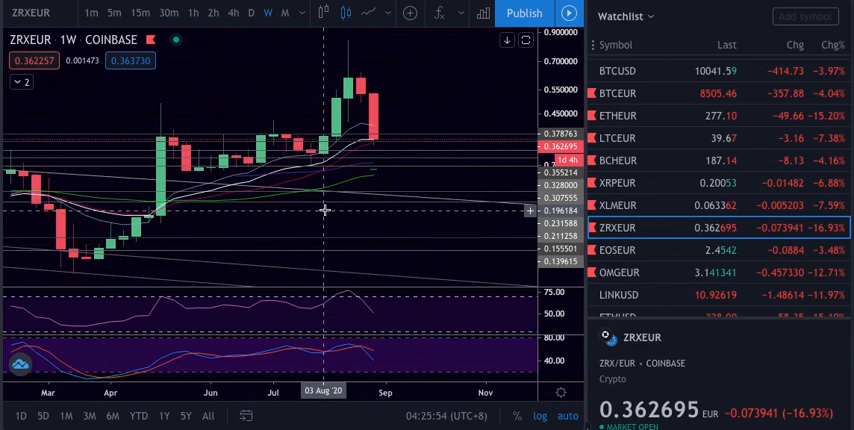 ZRXEUR 1m 5m 15m 30m 1h 2h 4h D W M Publish
ZRXEUR · 1W · COINBASE
0.362257 0.001473 0.363730
2
0.900000
0.700000
0.550000
0.450000
0.378763
0.362695
1d 4h
0.355214
0.328000
0.307555
0.196184
0.231588
0.211258
0.155501
0.139615
75.00
50.00
80.00
40.00
Mar Apr Jun Jul 03 Aug '20 Sep Nov
1D 5D 1M 3M 6M YTD 1Y 5Y All 04:25:54 (UTC+8) % log auto
Watchlist Add symbol
Symbol Last Chg Chg%
BTCUSD 10041.59 −414.73 −3.97%
BTCEUR 8505.46 −357.88 −4.04%
ETHEUR 277.10 −49.66 −15.20%
LTCEUR 39.67 −3.16 −7.38%
BCHEUR 187.14 −8.13 −4.16%
XRPEUR 0.20053 −0.01482 −6.88%
XLMEUR 0.063362 −0.005203 −7.59%
ZRXEUR 0.362695 −0.073941 −16.93%
EOSEUR 2.4542 −0.0884 −3.48%
OMGEUR 3.141341 −0.457330 −12.71%
LINKUSD 10.92619 −1.48614 −11.97%
ZRXEUR
ZRX/EUR · COINBASE
Crypto
0.362695 EUR −0.073941 (−16.93%)
MARKET OPEN